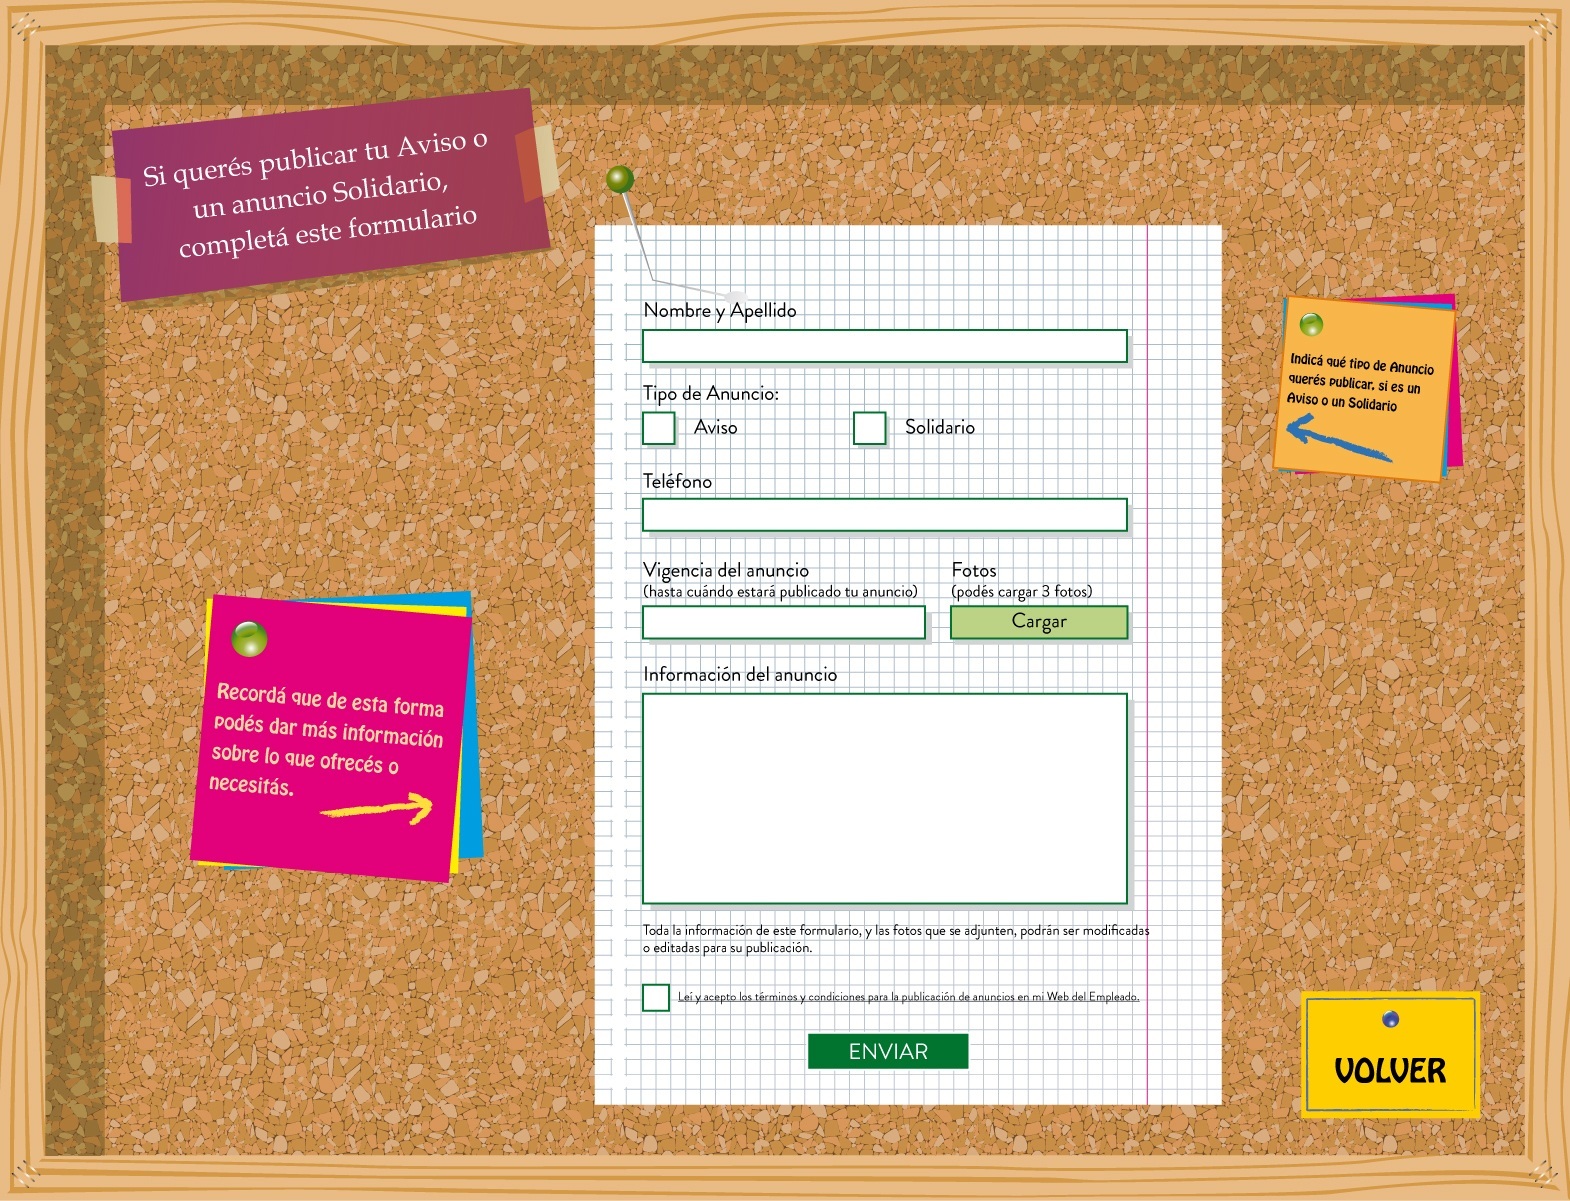 Si querés publicar tu Aviso o
un anuncio Solidario,
completá este formulario
Nombre y Apellido
Tipo de Anuncio:
Aviso
Solidario
Indicá qué tipo de Anuncio
querés publicar. si es un
Aviso o un Solidario
Teléfono
Vigencia del anuncio
(hasta cuándo estará publicado tu anuncio)
Fotos
(podés cargar 3 fotos)
Cargar
Información del anuncio
Recordá que de esta forma
podés dar más información
sobre lo que ofrecés o
necesitás.
Toda la información de este formulario, y las fotos que se adjunten, podrán ser modificadas
o editadas para su publicación.
Leí y acepto los términos y condiciones para la publicación de anuncios en mi Web del Empleado.
ENVIAR
VOLVER